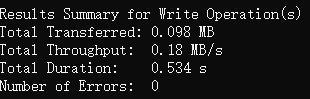 Results Summary for Write Operation(s)
Total Transferred: 0.098 MB
Total Throughput:  0.18 MB/s
Total Duration:    0.534 s
Number of Errors:  0